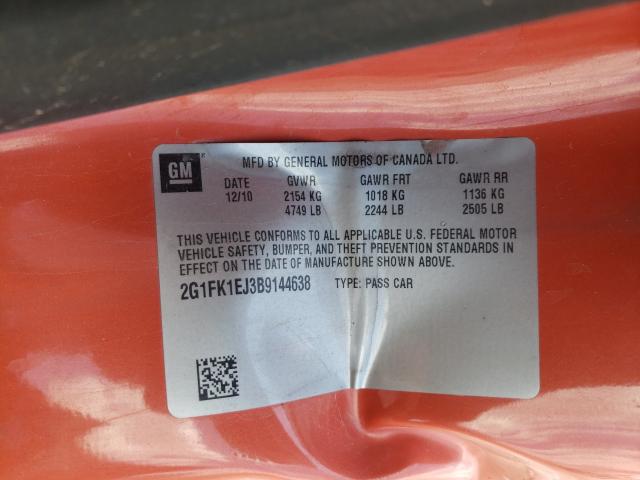 GM MFD BY GENERAL MOTORS OF CANADA LTD.
DATE GVWR GAWR FRT GAWR RR
12/10 2154 KG 1018 KG 1136 KG
4749 LB 2244 LB 2505 LB
THIS VEHICLE CONFORMS TO ALL APPLICABLE U.S. FEDERAL MOTOR
VEHICLE SAFETY, BUMPER, AND THEFT PREVENTION STANDARDS IN
EFFECT ON THE DATE OF MANUFACTURE SHOWN ABOVE.
2G1FK1EJ3B9144638 TYPE: PASS CAR